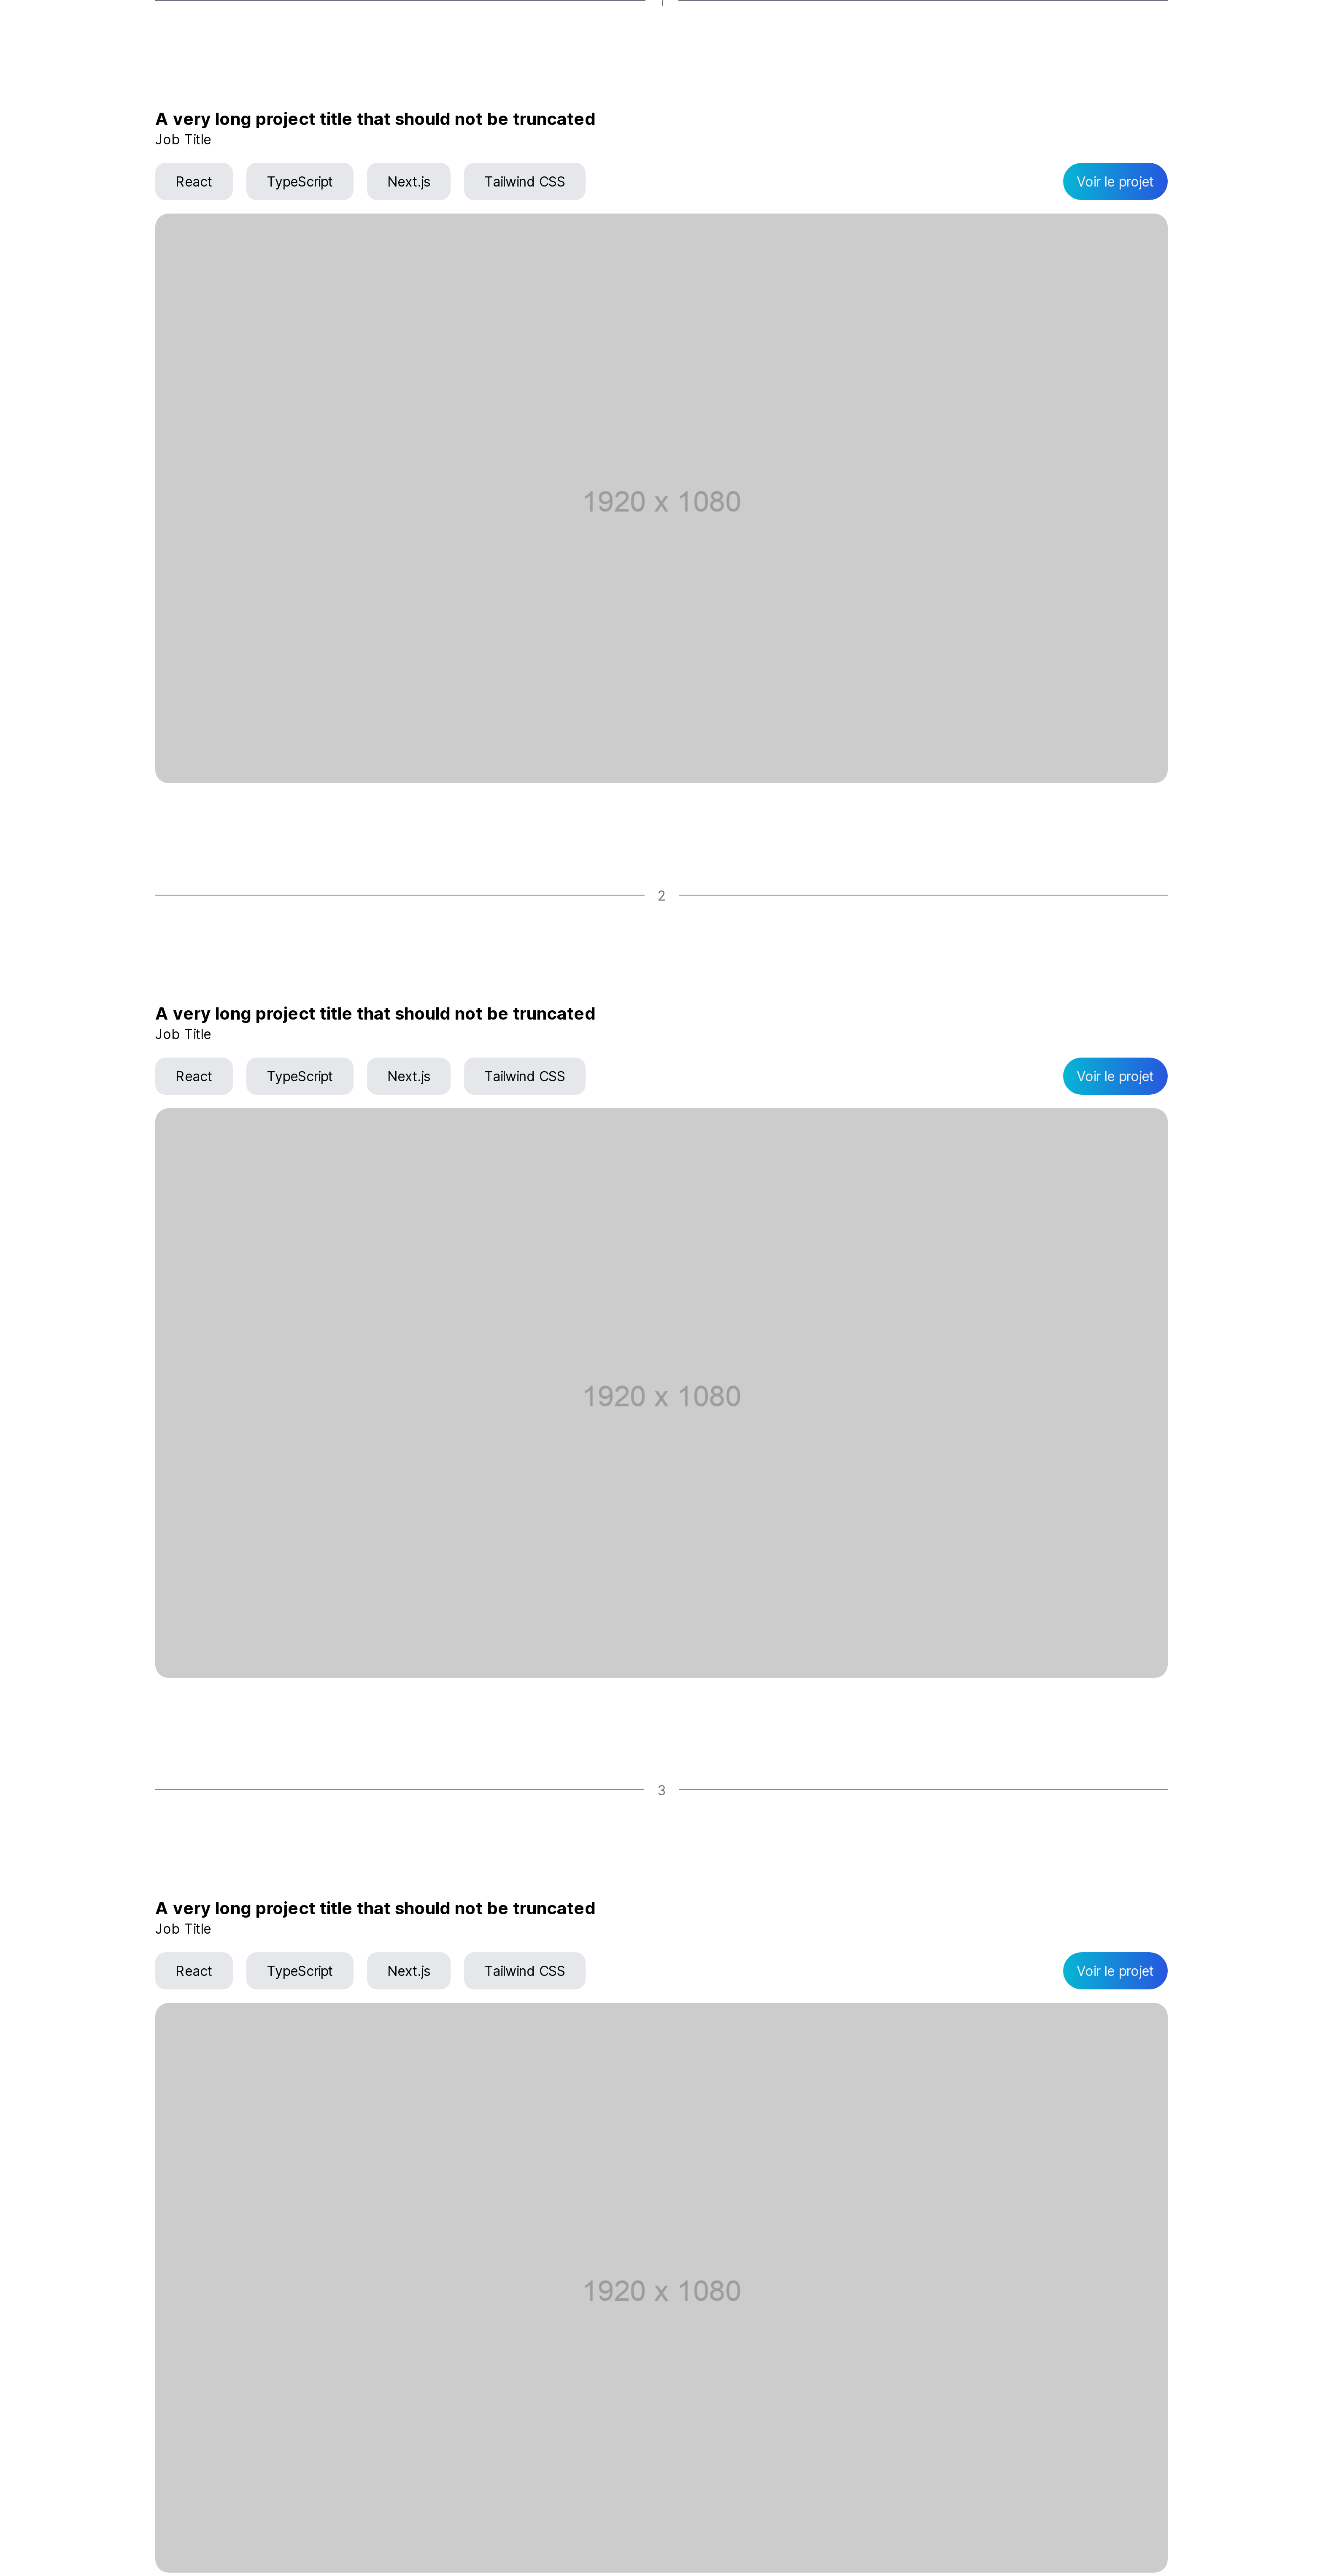 A very long project title that should not be truncated
Job Title
React TypeScript Next.js Tailwind CSS Voir le projet
1920 x 1080
2
A very long project title that should not be truncated
Job Title
React TypeScript Next.js Tailwind CSS Voir le projet
1920 x 1080
3
A very long project title that should not be truncated
Job Title
React TypeScript Next.js Tailwind CSS Voir le projet
1920 x 1080